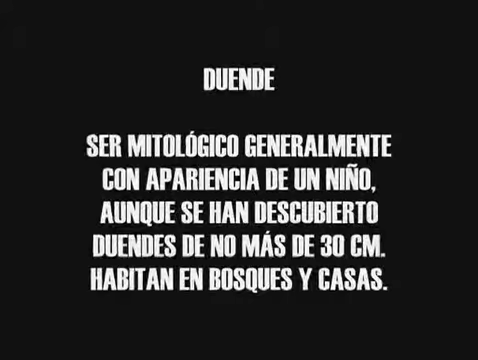 DUENDE
SER MITOLÓGICO GENERALMENTE
CON APARIENCIA DE UN NIÑO,
AUNQUE SE HAN DESCUBIERTO
DUENDES DE NO MÁS DE 30 CM.
HABITAN EN BOSQUES Y CASAS.